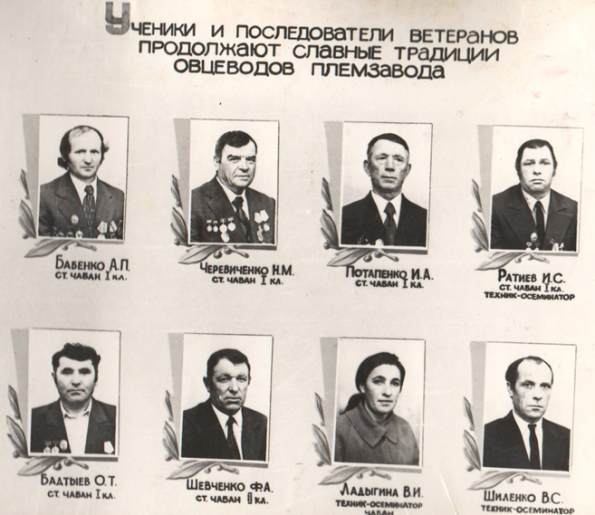 Ученики и последователи ветеранов
продолжают славные традиции
овцеводов племзавода
Бабенко А.П.
ст. чабан I кл.
Черевиченко Н.М.
ст. чабан I кл.
Потапенко И.А.
ст. чабан I кл.
Ратиев И.С.
ст. чабан I кл.
техник-осеминатор
Бадтыев О.Т.
ст. чабан I кл.
Шевченко Ф.А.
ст. чабан II кл.
Ладыгина В.И.
техник-осеминатор
чабан
Шиленко В.С.
техник-осеминатор